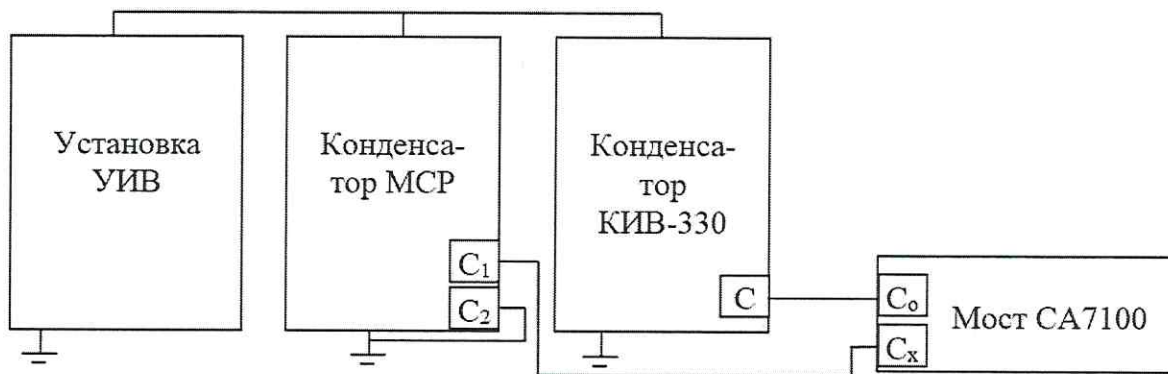 Установка
УИВ
Конденса-
тор МСР
Конденса-
тор
КИВ-330
C₁
C₂
C
Cₒ
Cₓ
Мост СА7100